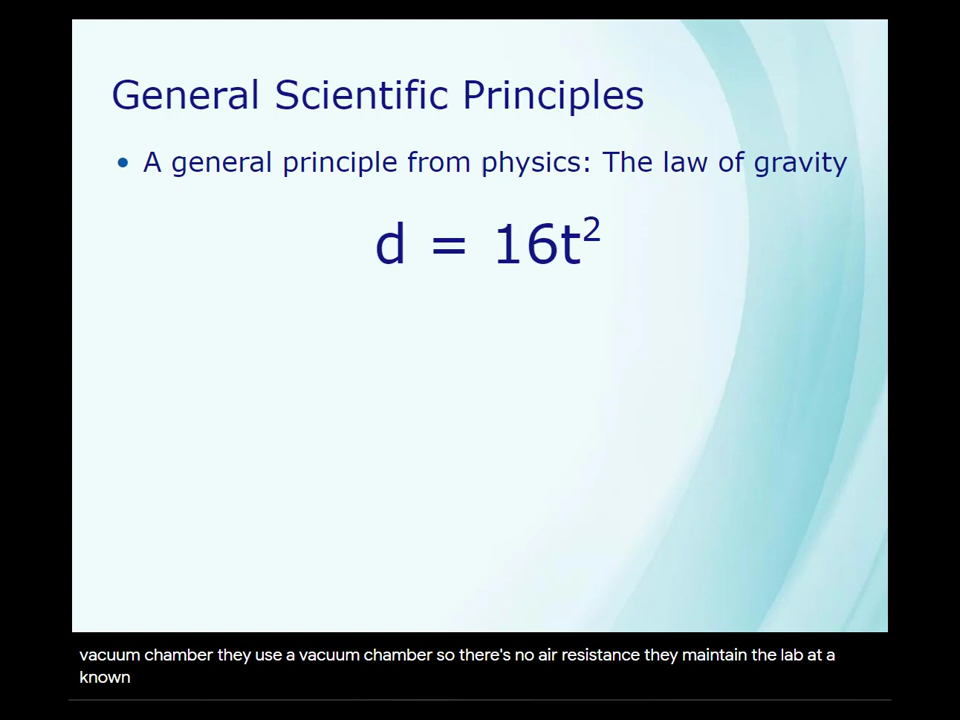 General Scientific Principles
• A general principle from physics: The law of gravity
d = 16t²
vacuum chamber they use a vacuum chamber so there's no air resistance they maintain the lab at a
known